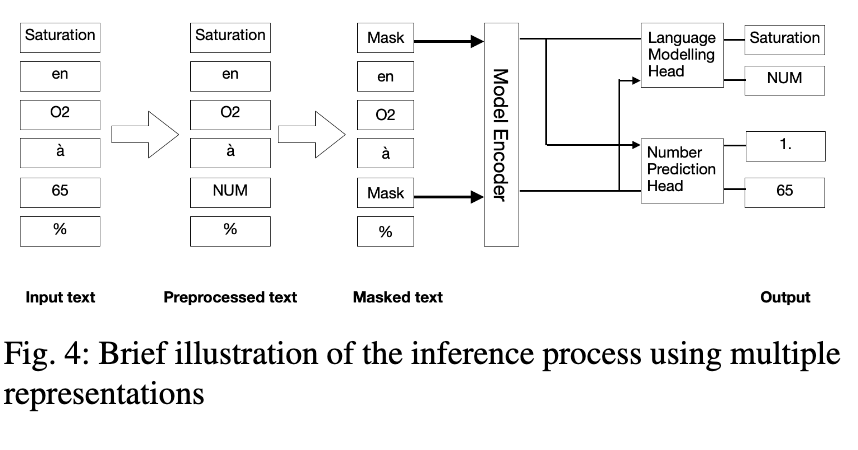 Saturation
en
O2
à
65
%
Input text
Saturation
en
O2
à
NUM
%
Preprocessed text
Mask
en
O2
à
Mask
%
Masked text
Model Encoder
Language
Modelling
Head
Number
Prediction
Head
Saturation
NUM
1.
65
Output
Fig. 4: Brief illustration of the inference process using multiple
representations